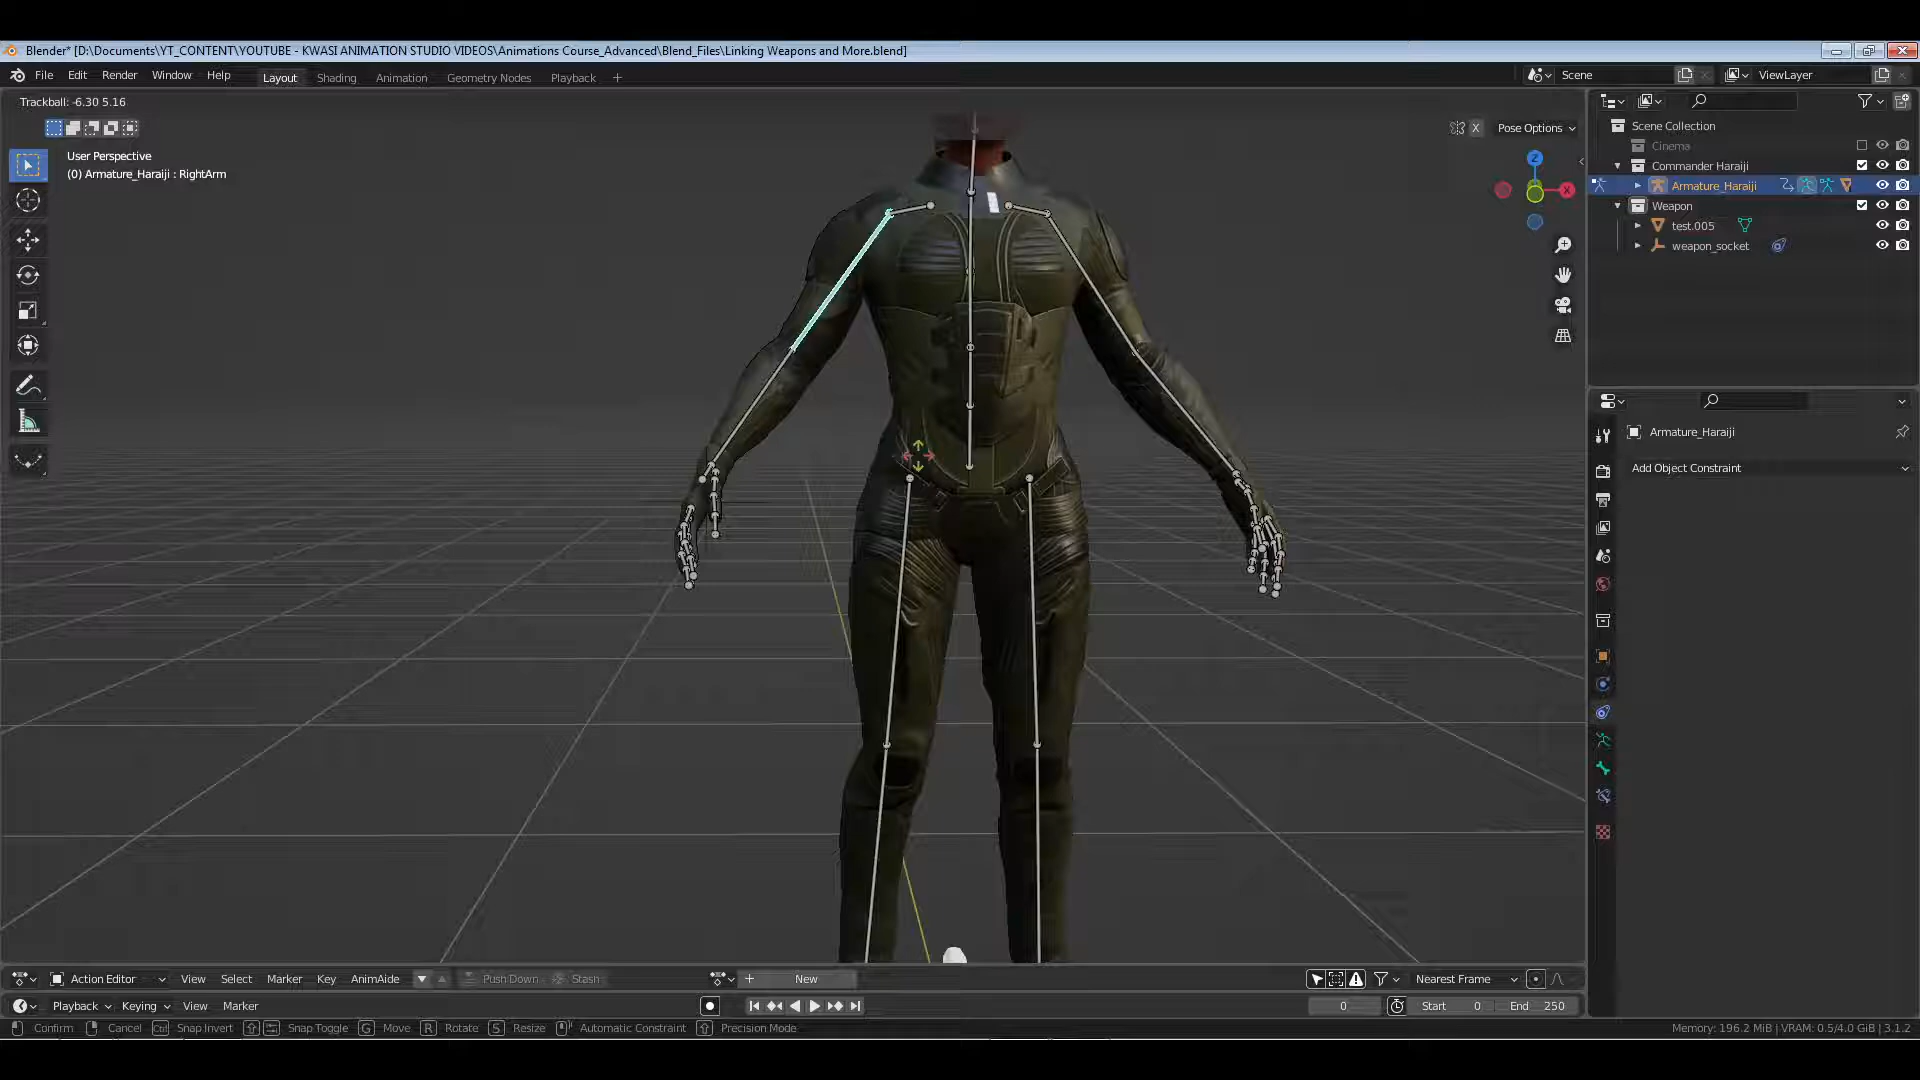 Blender* [D:\Documents\YT_CONTENT\YOUTUBE - KWASI ANIMATION STUDIO VIDEOS\Animations Course_Advanced\Blend_Files\Linking Weapons and More.blend]
File Edit Render Window Help Layout Shading Animation Geometry Nodes Playback + Scene ViewLayer
Trackball: -6.30 5.16
X Pose Options
User Perspective
(0) Armature_Haraiji : RightArm
Scene Collection
Cinema
Commander Haraiji
Armature_Haraiji
Weapon
test.005
weapon_socket
Z
X
Armature_Haraiji
Add Object Constraint
Action Editor View Select Marker Key AnimAide Push Down Stash + New Nearest Frame
Playback Keying View Marker 0 Start 0 End 250
Confirm Cancel Ctrl Snap Invert Snap Toggle G Move R Rotate S Resize Automatic Constraint Precision Mode Memory: 196.2 MiB | VRAM: 0.5/4.0 GiB | 3.1.2